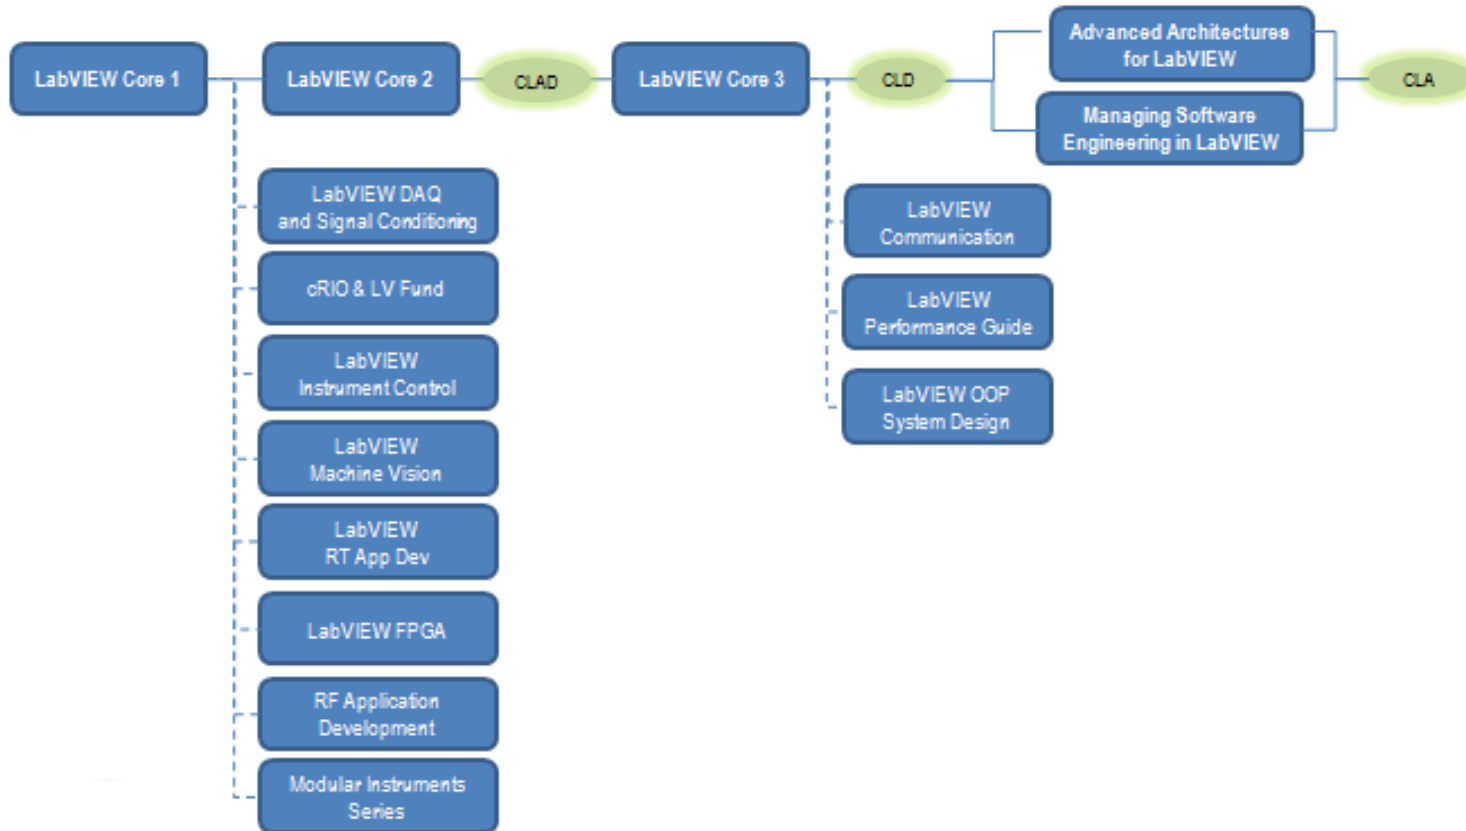 LabVIEW Core 1
LabVIEW Core 2
CLAD
LabVIEW Core 3
CLD
Advanced Architectures
for LabVIEW
Managing Software
Engineering in LabVIEW
CLA
LabVIEW DAQ
and Signal Conditioning
cRIO & LV Fund
LabVIEW
Instrument Control
LabVIEW
Machine Vision
LabVIEW
RT App Dev
LabVIEW FPGA
RF Application
Development
Modular Instruments
Series
LabVIEW
Communication
LabVIEW
Performance Guide
LabVIEW OOP
System Design